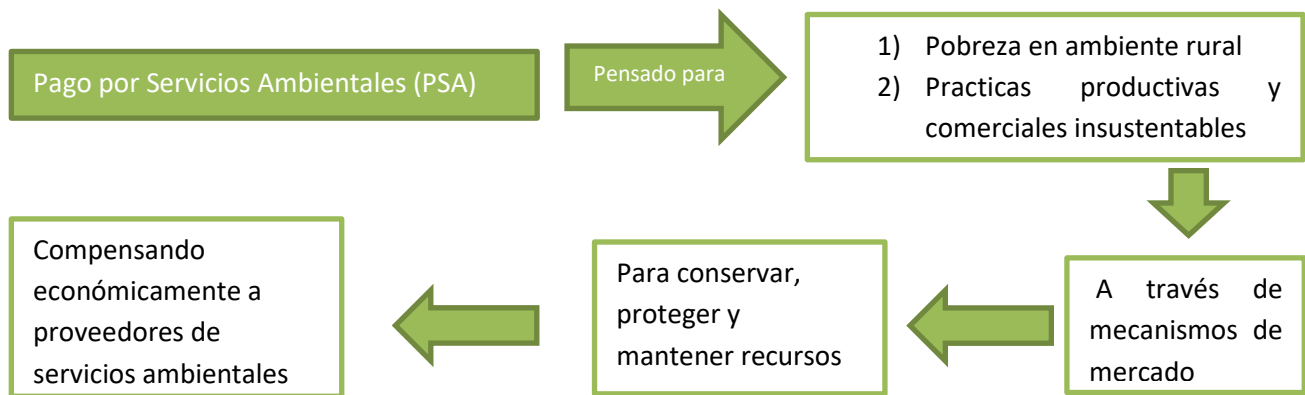 Pago por Servicios Ambientales (PSA)
Pensado para
1) Pobreza en ambiente rural
2) Practicas productivas y
comerciales insustentables
A través de
mecanismos de
mercado
Para conservar,
proteger y
mantener recursos
Compensando
económicamente a
proveedores de
servicios ambientales